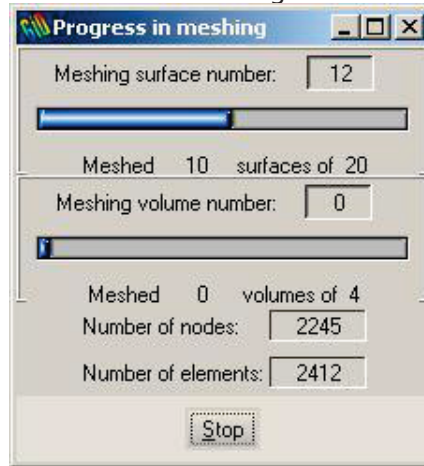 Progress in meshing
Meshing surface number: 12
Meshed 10 surfaces of 20
Meshing volume number: 0
Meshed 0 volumes of 4
Number of nodes: 2245
Number of elements: 2412
Stop